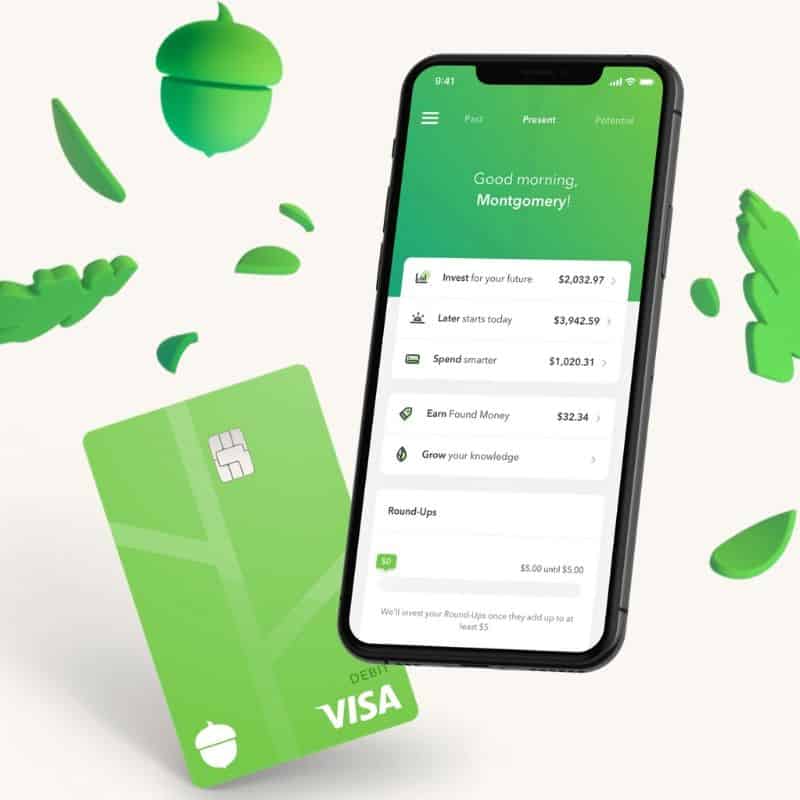 9:41
Past Present Potential
Good morning,
Montgomery!
Invest for your future $2,032.97
Later starts today $3,942.59
Spend smarter $1,020.31
Earn Found Money $32.34
Grow your knowledge
Round-Ups
$0
$5.00 until $5.00
We'll invest your Round-Ups once they add up to at
least $5
DEBIT
VISA